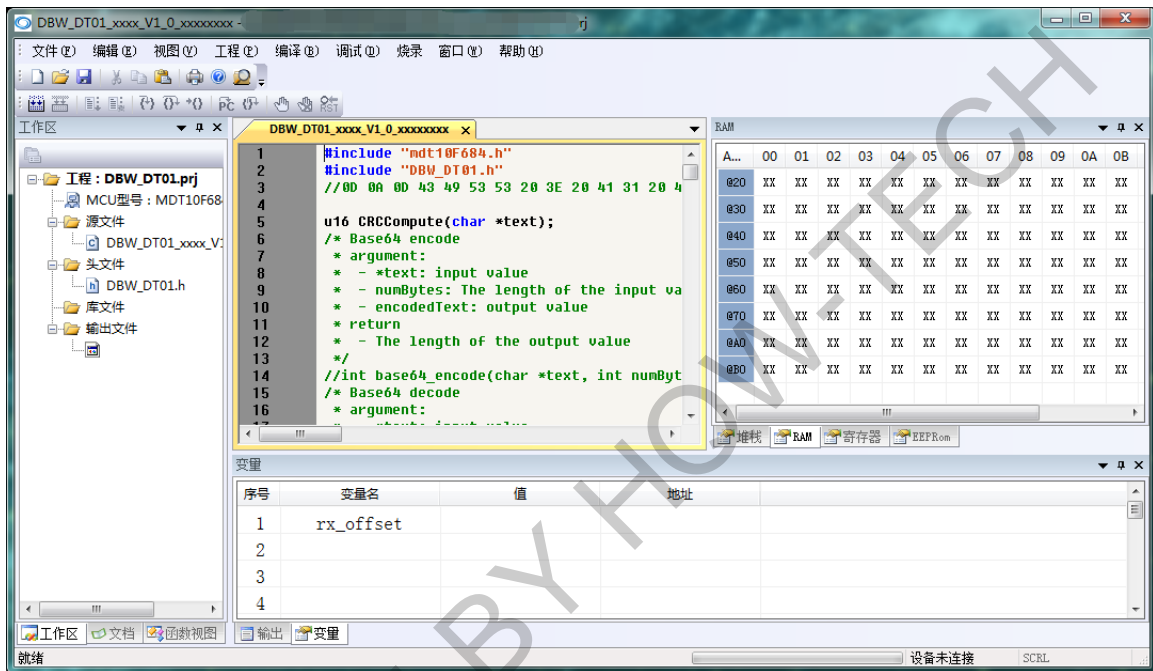 DBW_DT01_xxxx_V1_0_xxxxxxxx - rj
文件(F) 编辑(E) 视图(V) 工程(P) 编译(B) 调试(D) 烧录 窗口(W) 帮助(H)
工作区
工程：DBW_DT01.prj
MCU型号：MDT10F68
源文件
DBW_DT01_xxxx_V
头文件
DBW_DT01.h
库文件
输出文件
工作区 文档 函数视图
DBW_DT01_xxxx_V1_0_xxxxxxxx
1 #include "mdt10F684.h"
2 #include "DBW_DT01.h"
3 //0D 0A 0D 43 49 53 53 20 3E 20 41 31 20 4
4
5 u16 CRCCompute(char *text);
6 /* Base64 encode
7 * argument:
8 * - *text: input value
9 * - numBytes: The length of the input va
10 * - encodedText: output value
11 * return
12 * - The length of the output value
13 */
14 //int base64_encode(char *text, int numByt
15 /* Base64 decode
16 * argument:
RAM
A... 00 01 02 03 04 05 06 07 08 09 0A 0B
@20 XX XX XX XX XX XX XX XX XX XX XX XX
@30 XX XX XX XX XX XX XX XX XX XX XX XX
@40 XX XX XX XX XX XX XX XX XX XX XX XX
@50 XX XX XX XX XX XX XX XX XX XX XX XX
@60 XX XX XX XX XX XX XX XX XX XX XX XX
@70 XX XX XX XX XX XX XX XX XX XX XX XX
@A0 XX XX XX XX XX XX XX XX XX XX XX XX
@B0 XX XX XX XX XX XX XX XX XX XX XX XX
堆栈 RAM 寄存器 EEPRom
变量
序号 变量名 值 地址
1 rx_offset
2
3
4
输出 变量
就绪 设备未连接 SCRL
BY HOW-TECH